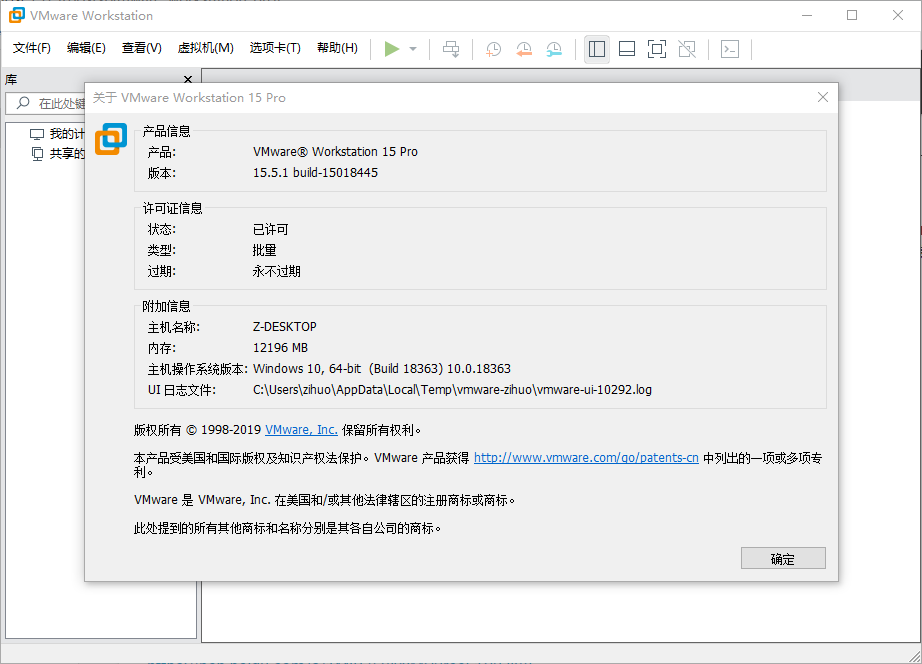 VMware Workstation
文件(F) 编辑(E) 查看(V) 虚拟机(M) 选项卡(T) 帮助(H)
库
在此处键
我的计
共享的
关于 VMware Workstation 15 Pro
产品信息
产品: VMware® Workstation 15 Pro
版本: 15.5.1 build-15018445
许可证信息
状态: 已许可
类型: 批量
过期: 永不过期
附加信息
主机名称: Z-DESKTOP
内存: 12196 MB
主机操作系统版本: Windows 10, 64-bit  (Build 18363) 10.0.18363
UI 日志文件: C:\Users\zihuo\AppData\Local\Temp\vmware-zihuo\vmware-ui-10292.log
版权所有 © 1998-2019 VMware, Inc. 保留所有权利。
本产品受美国和国际版权及知识产权法保护。VMware 产品获得 http://www.vmware.com/go/patents-cn 中列出的一项或多项专
利。
VMware 是 VMware, Inc. 在美国和/或其他法律辖区的注册商标或商标。
此处提到的所有其他商标和名称分别是其各自公司的商标。
确定